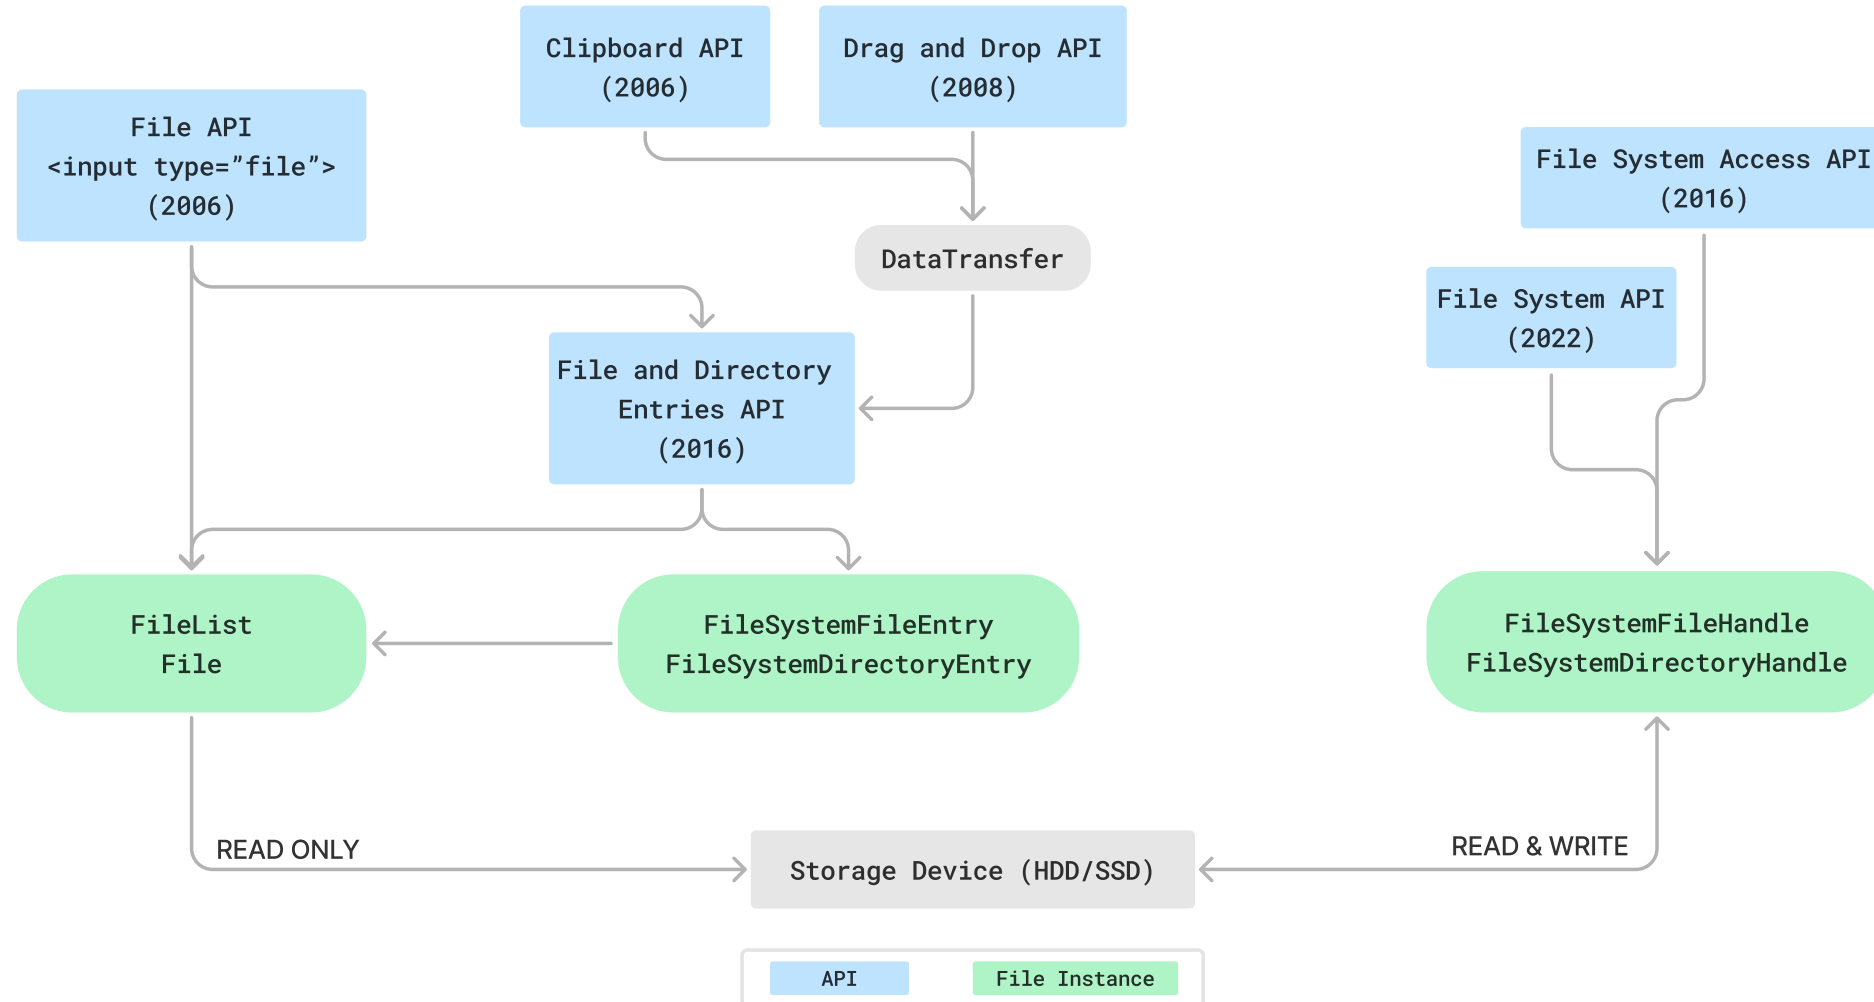 Clipboard API
(2006)
Drag and Drop API
(2008)
File API
<input type=”file”>
(2006)
File System Access API
(2016)
DataTransfer
File System API
(2022)
File and Directory
Entries API
(2016)
FileList
File
FileSystemFileEntry
FileSystemDirectoryEntry
FileSystemFileHandle
FileSystemDirectoryHandle
READ ONLY
READ & WRITE
Storage Device (HDD/SSD)
API
File Instance